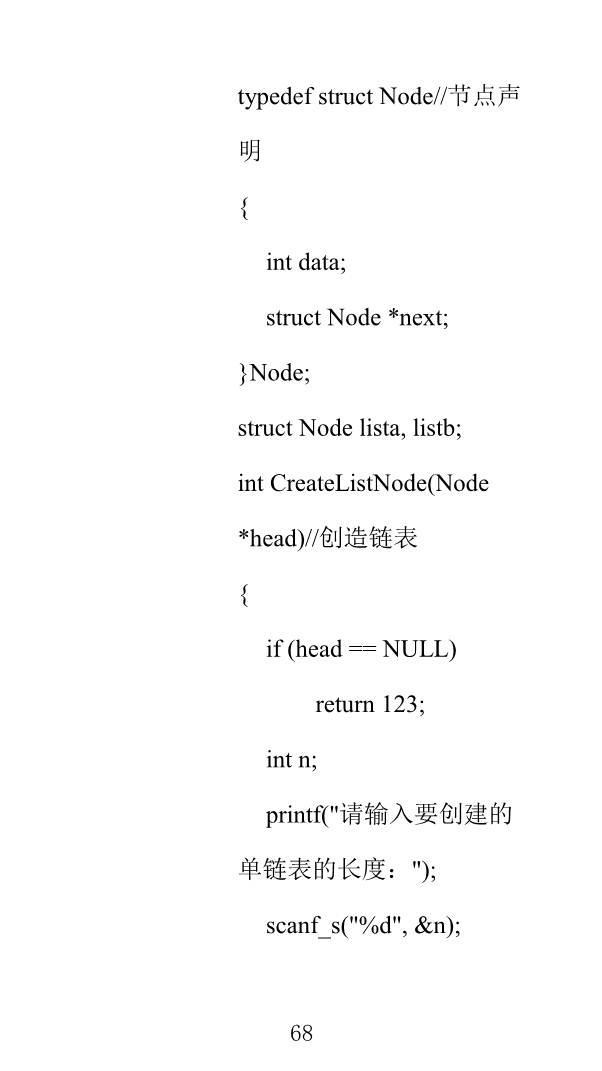 typedef struct Node//节点声
明
{
int data;
struct Node *next;
}Node;
struct Node lista, listb;
int CreateListNode(Node
*head)//创造链表
{
if (head == NULL)
return 123;
int n;
printf("请输入要创建的
单链表的长度：");
scanf_s("%d", &n);
68